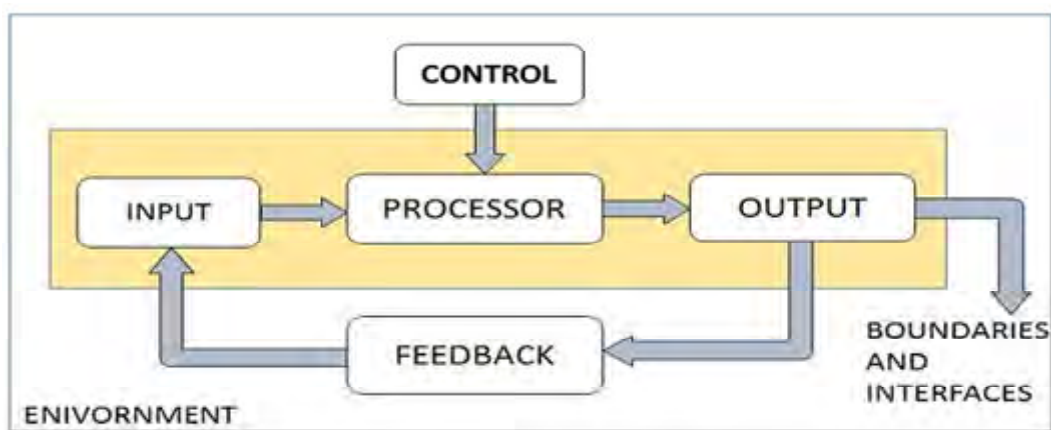 CONTROL
INPUT
PROCESSOR
OUTPUT
FEEDBACK
BOUNDARIES
AND
INTERFACES
ENIVORNMENT